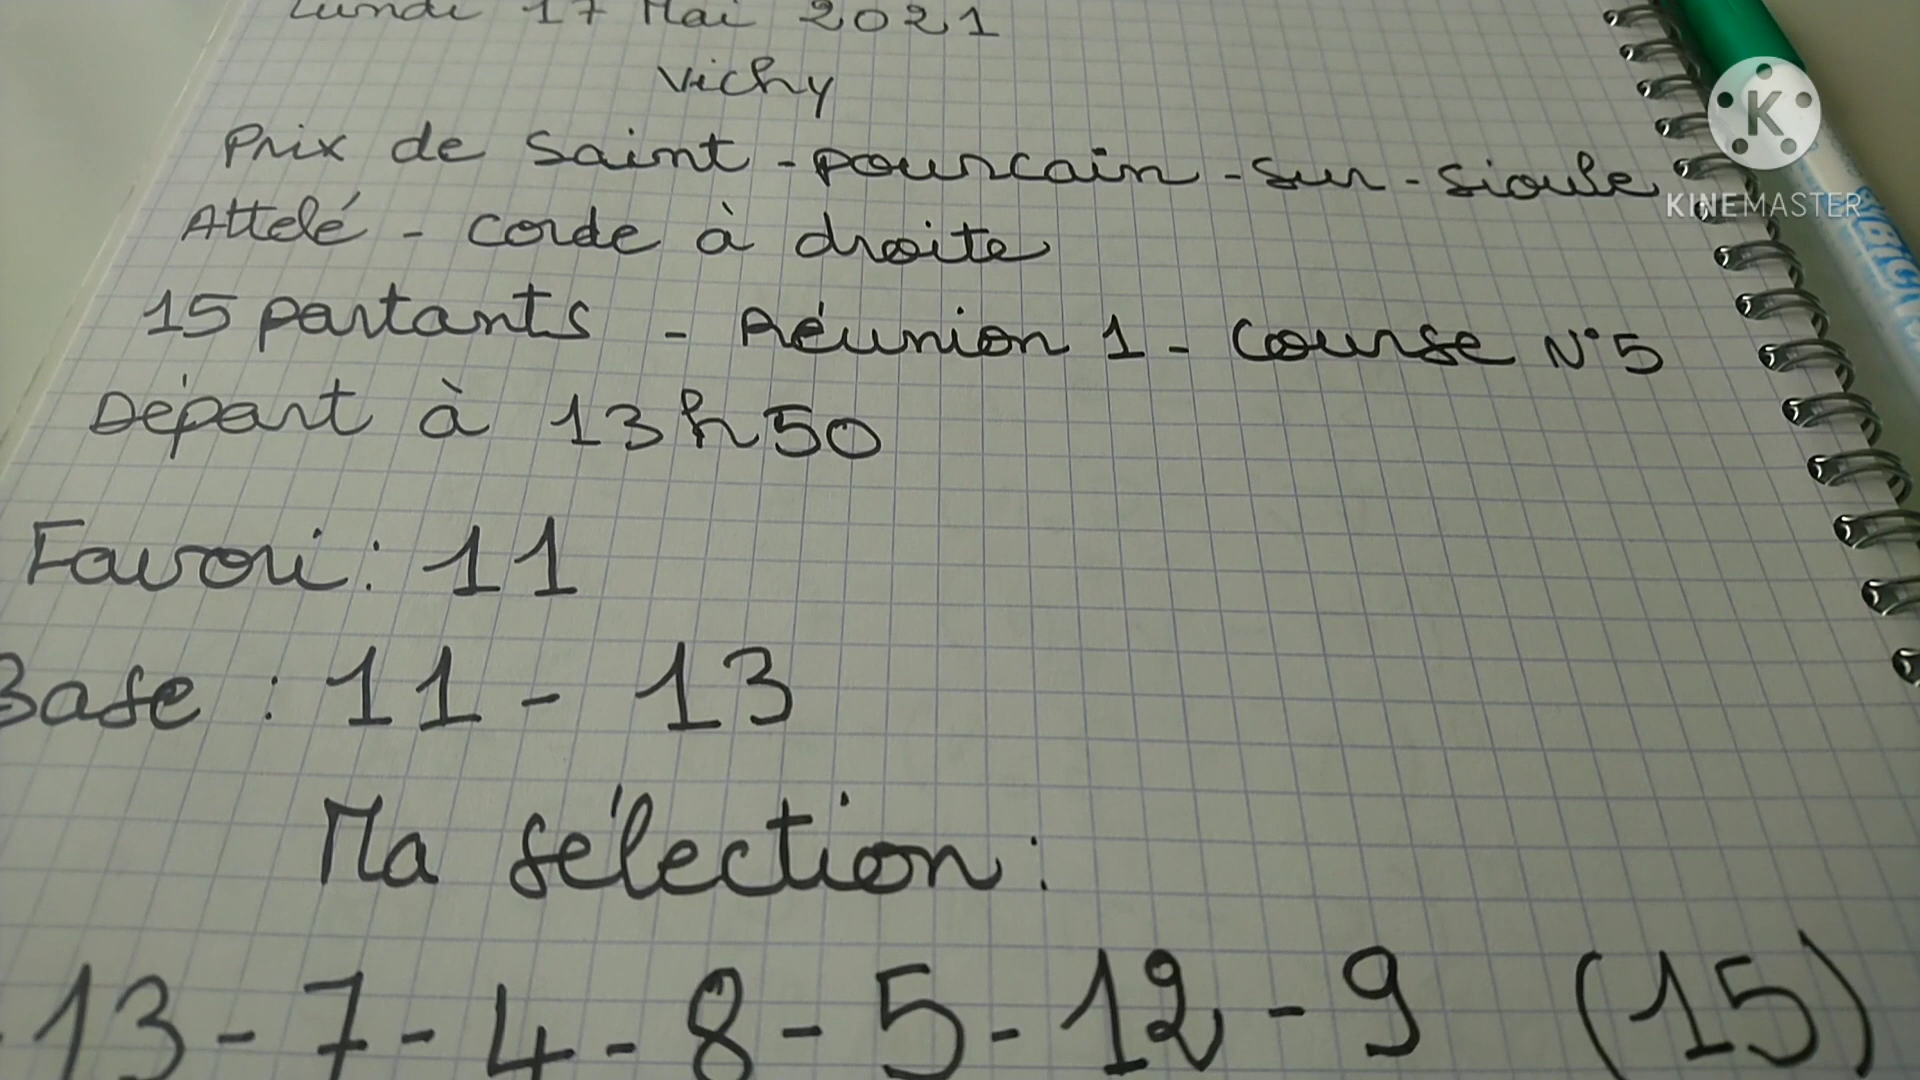 Lundi 17 Mai 2021
Vichy
Prix de Saint-pourcain-sur-sioule
Attelé - corde à droite
15 partants - Réunion 1 - Course N°5
Départ à 13h50
Favori : 11
Base : 11 - 13
Ma sélection :
- 13 - 7 - 4 - 8 - 5 - 12 - 9 (15)
K
KINEMASTER